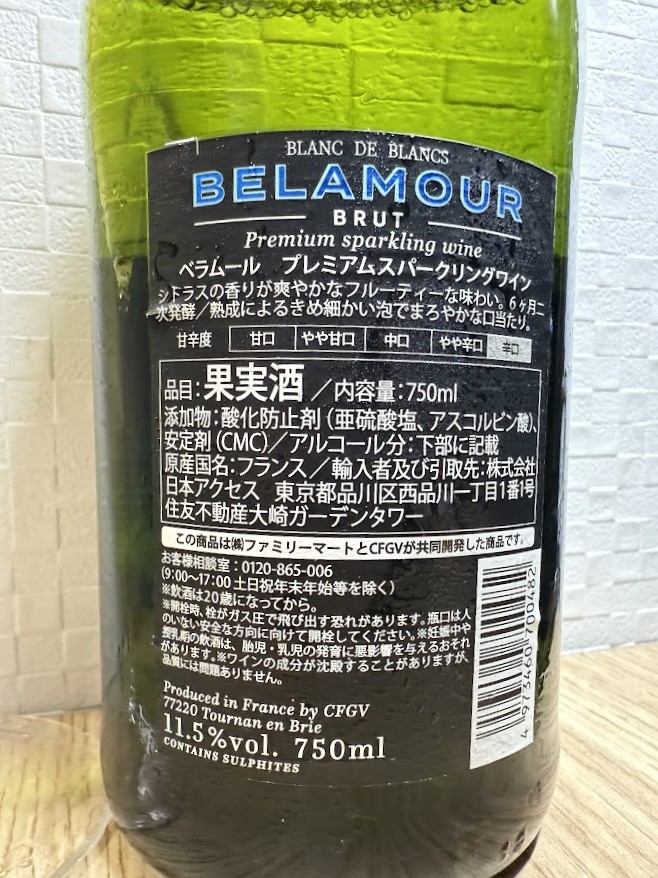 BLANC DE BLANCS
BELAMOUR
BRUT
Premium sparkling wine
ベラムール プレミアムスパークリングワイン
シトラスの香りが爽やかなフルーティーな味わい。6ヶ月二
次発酵／熟成によるきめ細かい泡でまろやかな口当たり。
甘辛度 甘口 やや甘口 中口 やや辛口 辛口
品目:果実酒／内容量:750ml
添加物:酸化防止剤（亜硫酸塩、アスコルビン酸）、
安定剤（CMC）／アルコール分:下部に記載
原産国名:フランス／輸入者及び引取先:株式会社
日本アクセス 東京都品川区西品川一丁目1番1号
住友不動産大崎ガーデンタワー
この商品は㈱ファミリーマートとCFGVが共同開発した商品です。
お客様相談室:0120-865-006
(9:00〜17:00 土日祝年末年始等を除く)
※飲酒は20歳になってから。
※開栓時、栓がガス圧で飛び出す恐れがあります。瓶口は人
のいない安全な方向に向けて開栓してください。※妊娠中や
授乳期の飲酒は、胎児・乳児の発育に悪影響を与えるおそれ
があります。※ワインの成分が沈殿することがありますが、
品質には問題ありません。
Produced in France by CFGV
77220 Tournan en Brie
11.5%vol. 750ml
CONTAINS SULPHITES
4 973460 700482